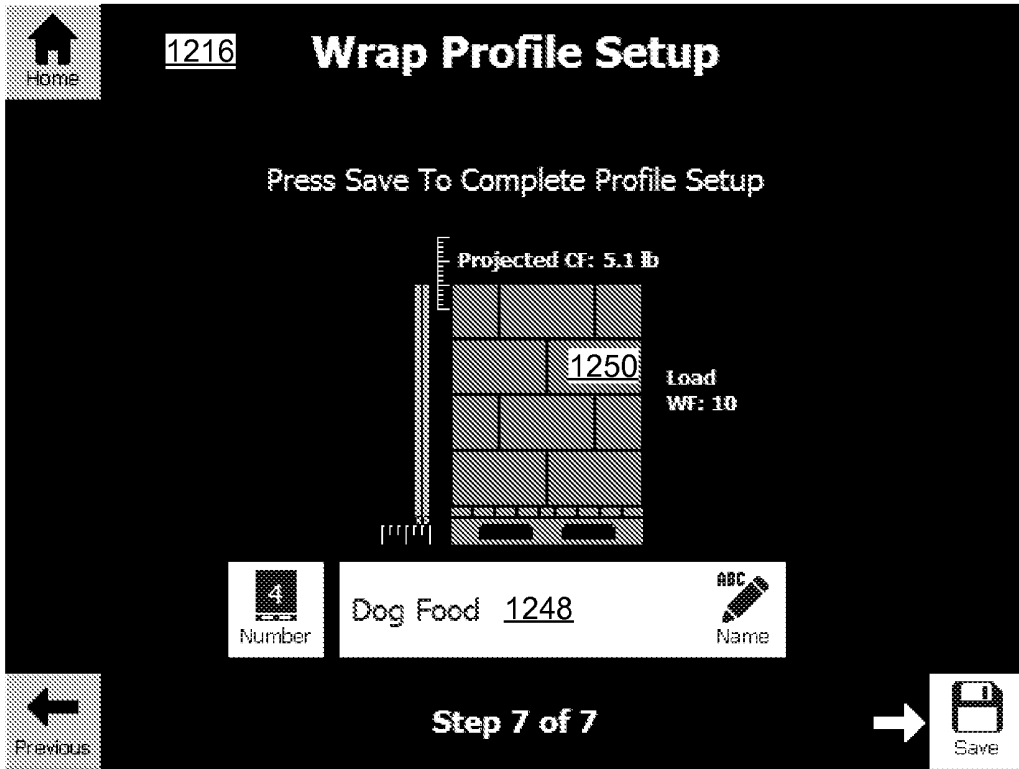 Home
1216
Wrap Profile Setup
Press Save To Complete Profile Setup
Projected CF: 5.1 lb
1250
Load
WF: 10
4
Number
Dog Food 1248
ABC
Name
Previous
Step 7 of 7
Save